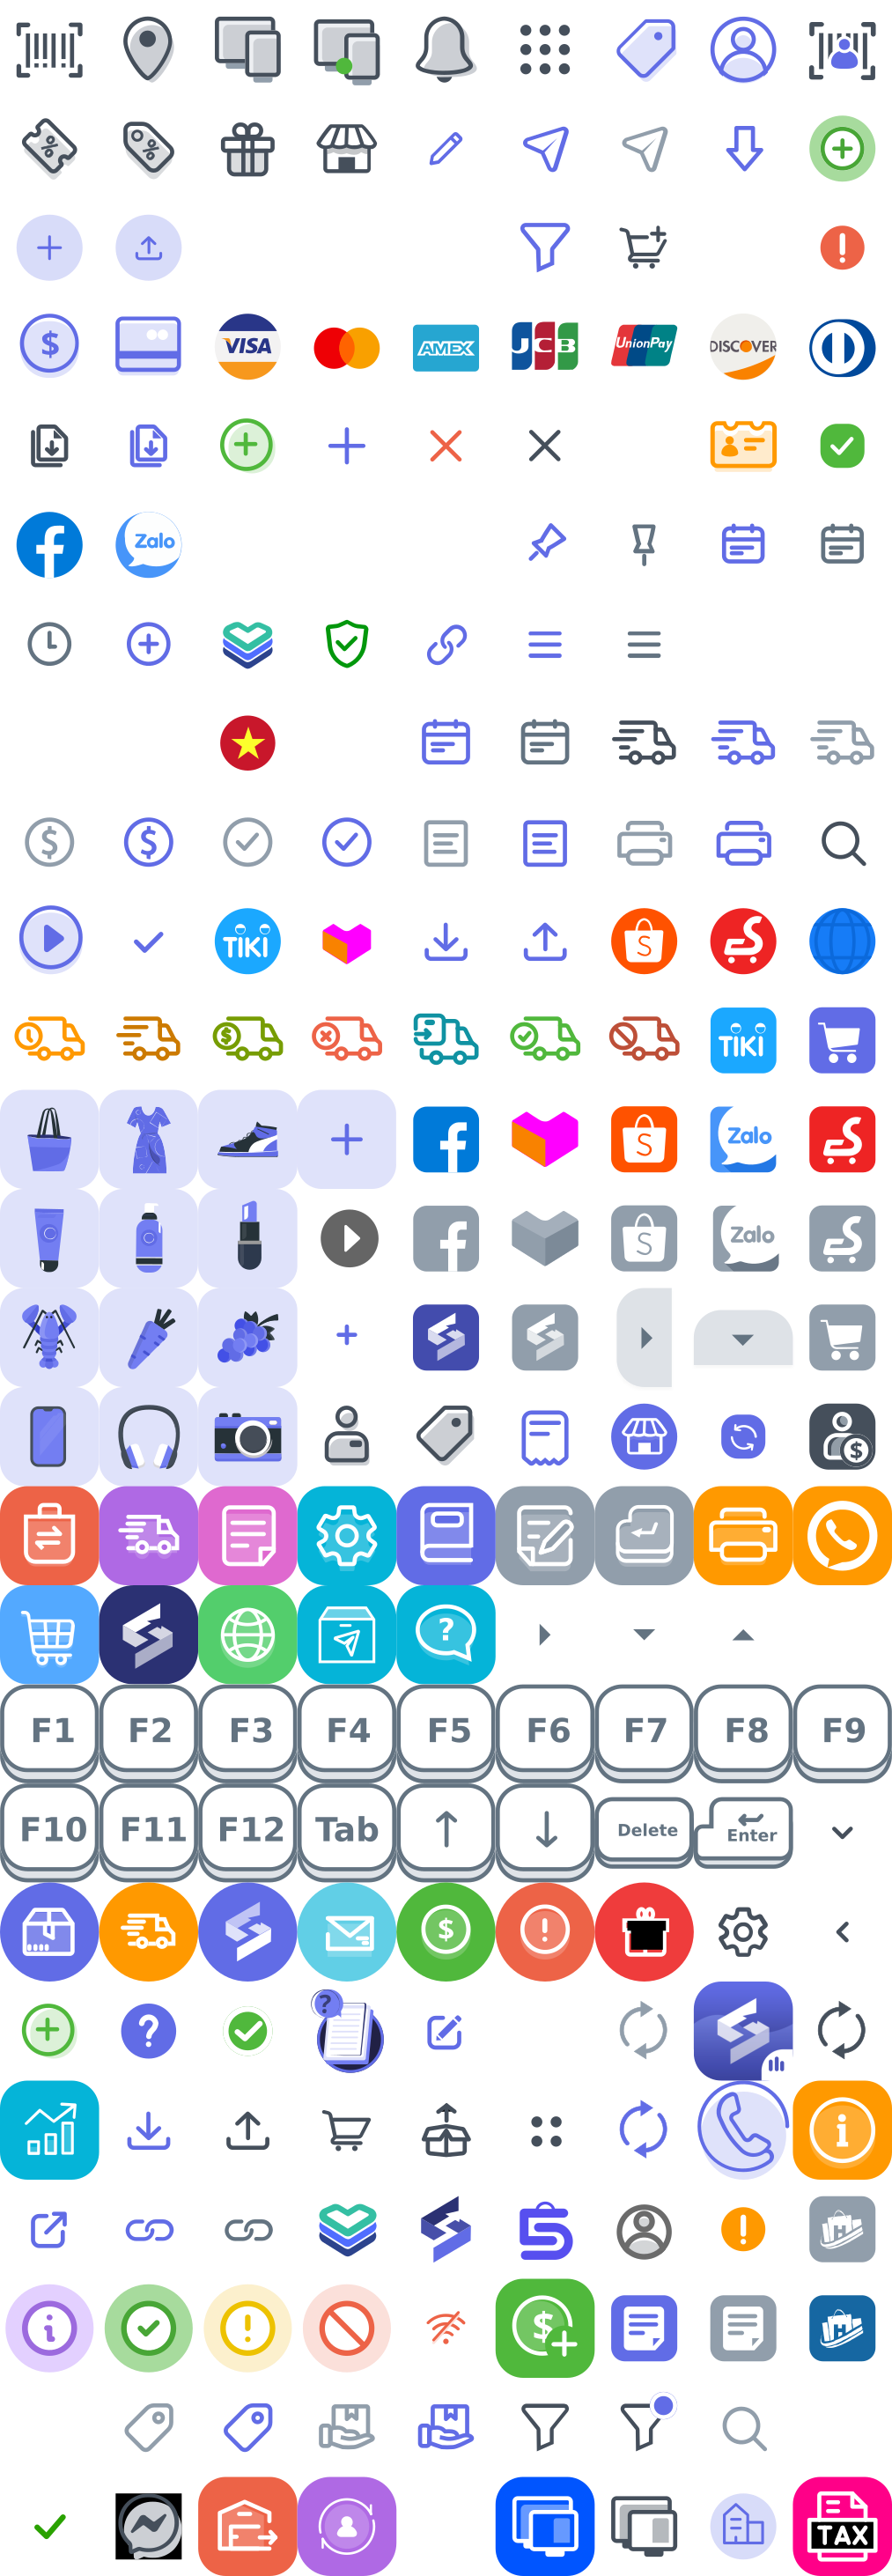 VISA
AMEX
JCB
UnionPay
DISCOVER
Zalo
TIKI
S
TIKI
S
Zalo
S
Zalo
F1 F2 F3 F4 F5 F6 F7 F8 F9
F10 F11 F12 Tab ↑ ↓ Delete Enter
TAX